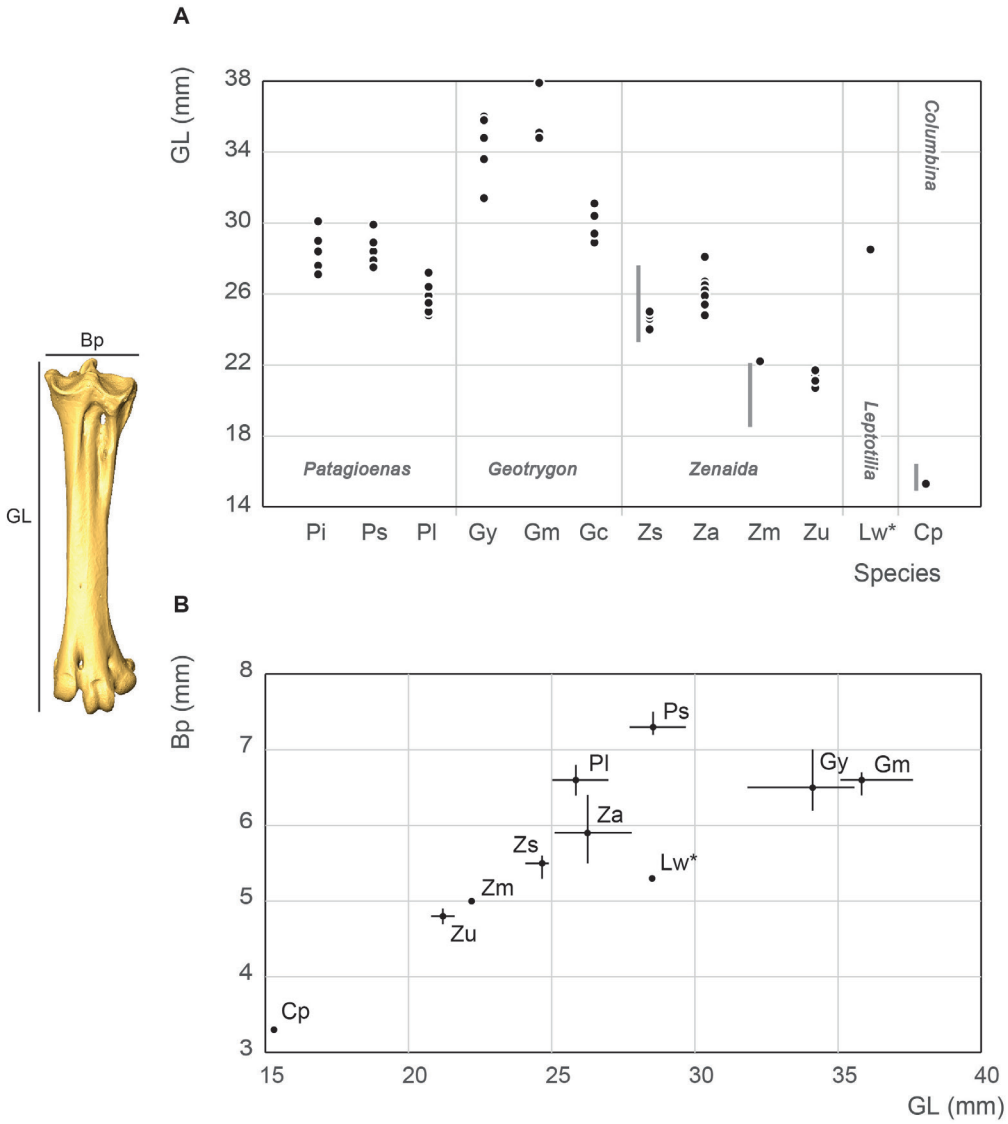 A
GL (mm)
38
34
30
26
22
18
14
Columbina
Leptotilia
Patagioenas
Geotrygon
Zenaida
Pi Ps Pl Gy Gm Gc Zs Za Zm Zu Lw* Cp
Species
Bp
GL
B
Bp (mm)
8
7
6
5
4
3
Ps
Pl
Gy
Gm
Za
Zs
Lw*
Zm
Zu
Cp
15 20 25 30 35 40
GL (mm)